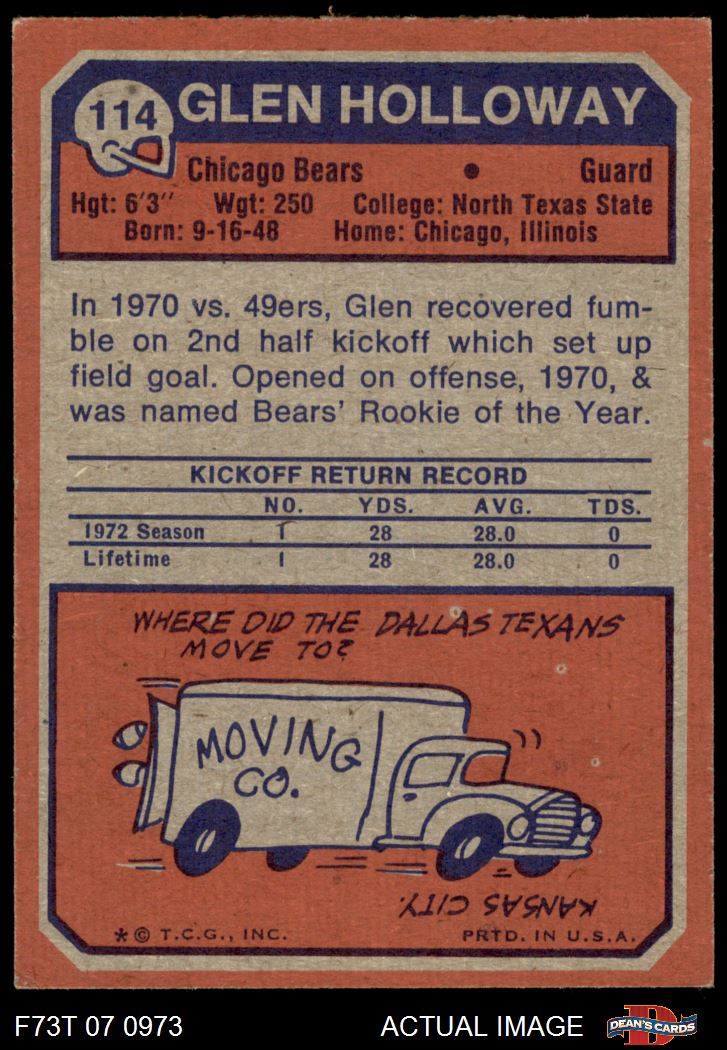 114 GLEN HOLLOWAY
Chicago Bears • Guard
Hgt: 6'3" Wgt: 250 College: North Texas State
Born: 9-16-48 Home: Chicago, Illinois
In 1970 vs. 49ers, Glen recovered fum-
ble on 2nd half kickoff which set up
field goal. Opened on offense, 1970, &
was named Bears' Rookie of the Year.
KICKOFF RETURN RECORD
NO. YDS. AVG. TDS.
1972 Season 1 28 28.0 0
Lifetime 1 28 28.0 0
WHERE DID THE DALLAS TEXANS
MOVE TO?
MOVING
CO.
KANSAS CITY.
* © T.C.G., INC. PRTD. IN U.S.A.
F73T 07 0973 ACTUAL IMAGE D DEAN'S CARDS